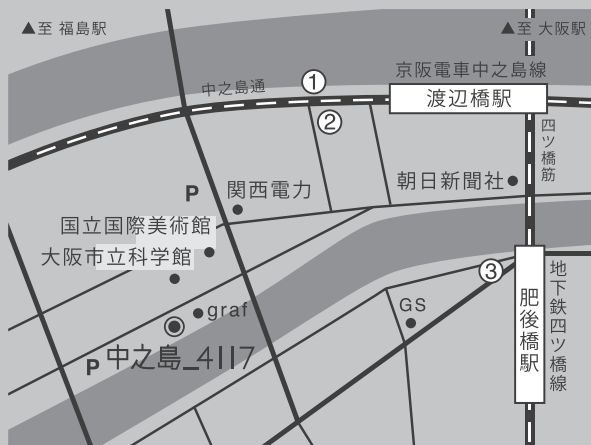 ▲至 福島駅
▲至 大阪駅
京阪電車中之島線
中之島通
①
②
渡辺橋駅
四ツ橋筋
P
関西電力
朝日新聞社
国立国際美術館
大阪市立科学館
graf
中之島_4117
P
③
GS
肥後橋駅
地下鉄四ツ橋線